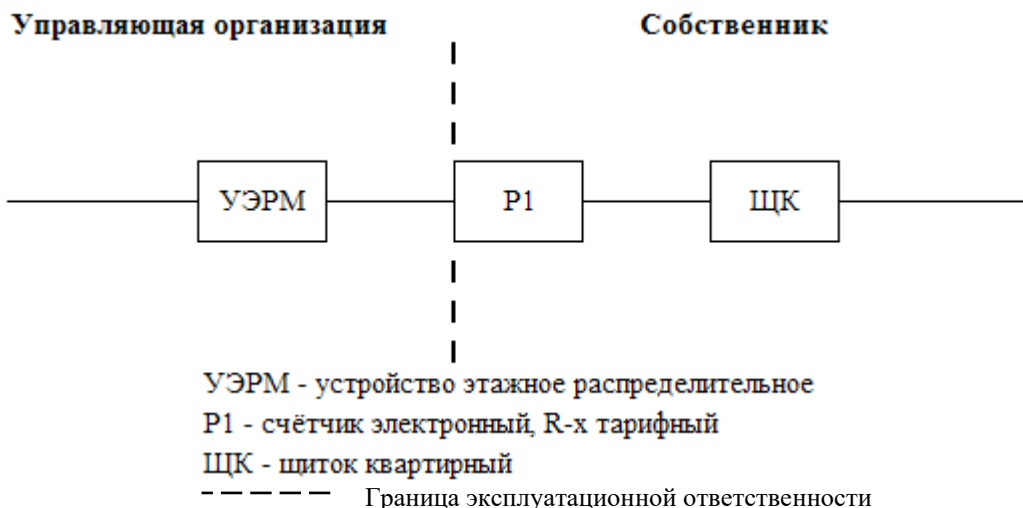 Управляющая организация Собственник
УЭРМ Р1 ЩК
УЭРМ - устройство этажное распределительное
Р1 - счётчик электронный, R-х тарифный
ЩК - щиток квартирный
Граница эксплуатационной ответственности